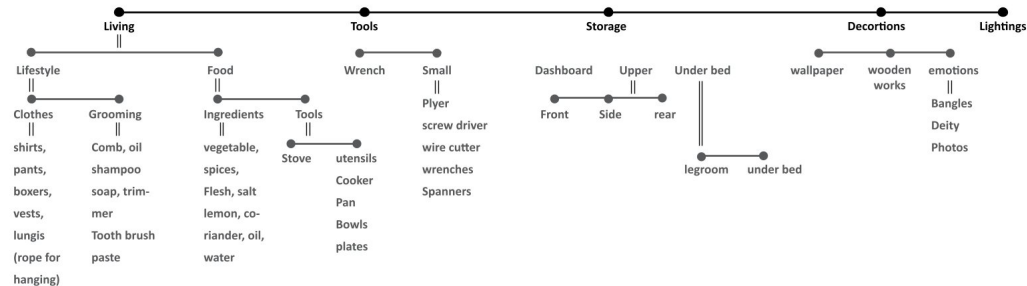 Living Tools Storage Decortions Lightings
Lifestyle Food Wrench Small Dashboard Upper Under bed wallpaper wooden works emotions
Clothes Grooming Ingredients Tools Front Side rear
shirts,
pants,
boxers,
vests,
lungis
(rope for
hanging)
Comb, oil
shampoo
soap, trim-
mer
Tooth brush
paste
vegetable,
spices,
Flesh, salt
lemon, co-
riander, oil,
water
Stove
utensils
Cooker
Pan
Bowls
plates
Plyer
screw driver
wire cutter
wrenches
Spanners
legroom under bed
Bangles
Deity
Photos